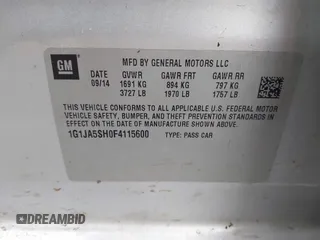 GM
MFD BY GENERAL MOTORS LLC
DATE GVWR GAWR FRT GAWR RR
09/14 1691 KG 894 KG 797 KG
3727 LB 1970 LB 1757 LB
THIS VEHICLE CONFORMS TO ALL APPLICABLE U.S. FEDERAL MOTOR
VEHICLE SAFETY, BUMPER, AND THEFT PREVENTION STANDARDS
IN EFFECT ON THE DATE OF MANUFACTURE SHOWN ABOVE.
1G1JA5SH0F4115600 TYPE: PASS CAR
DREAMBID